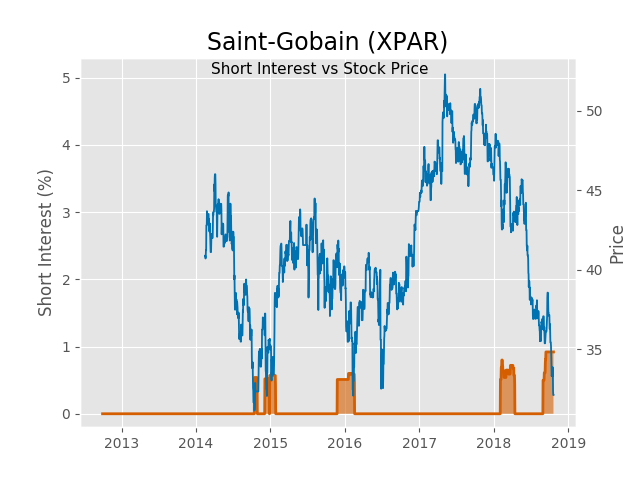 Saint-Gobain (XPAR)
Short Interest vs Stock Price
Short Interest (%)
5
4
3
2
1
0
50
45
40
35
Price
2013 2014 2015 2016 2017 2018 2019